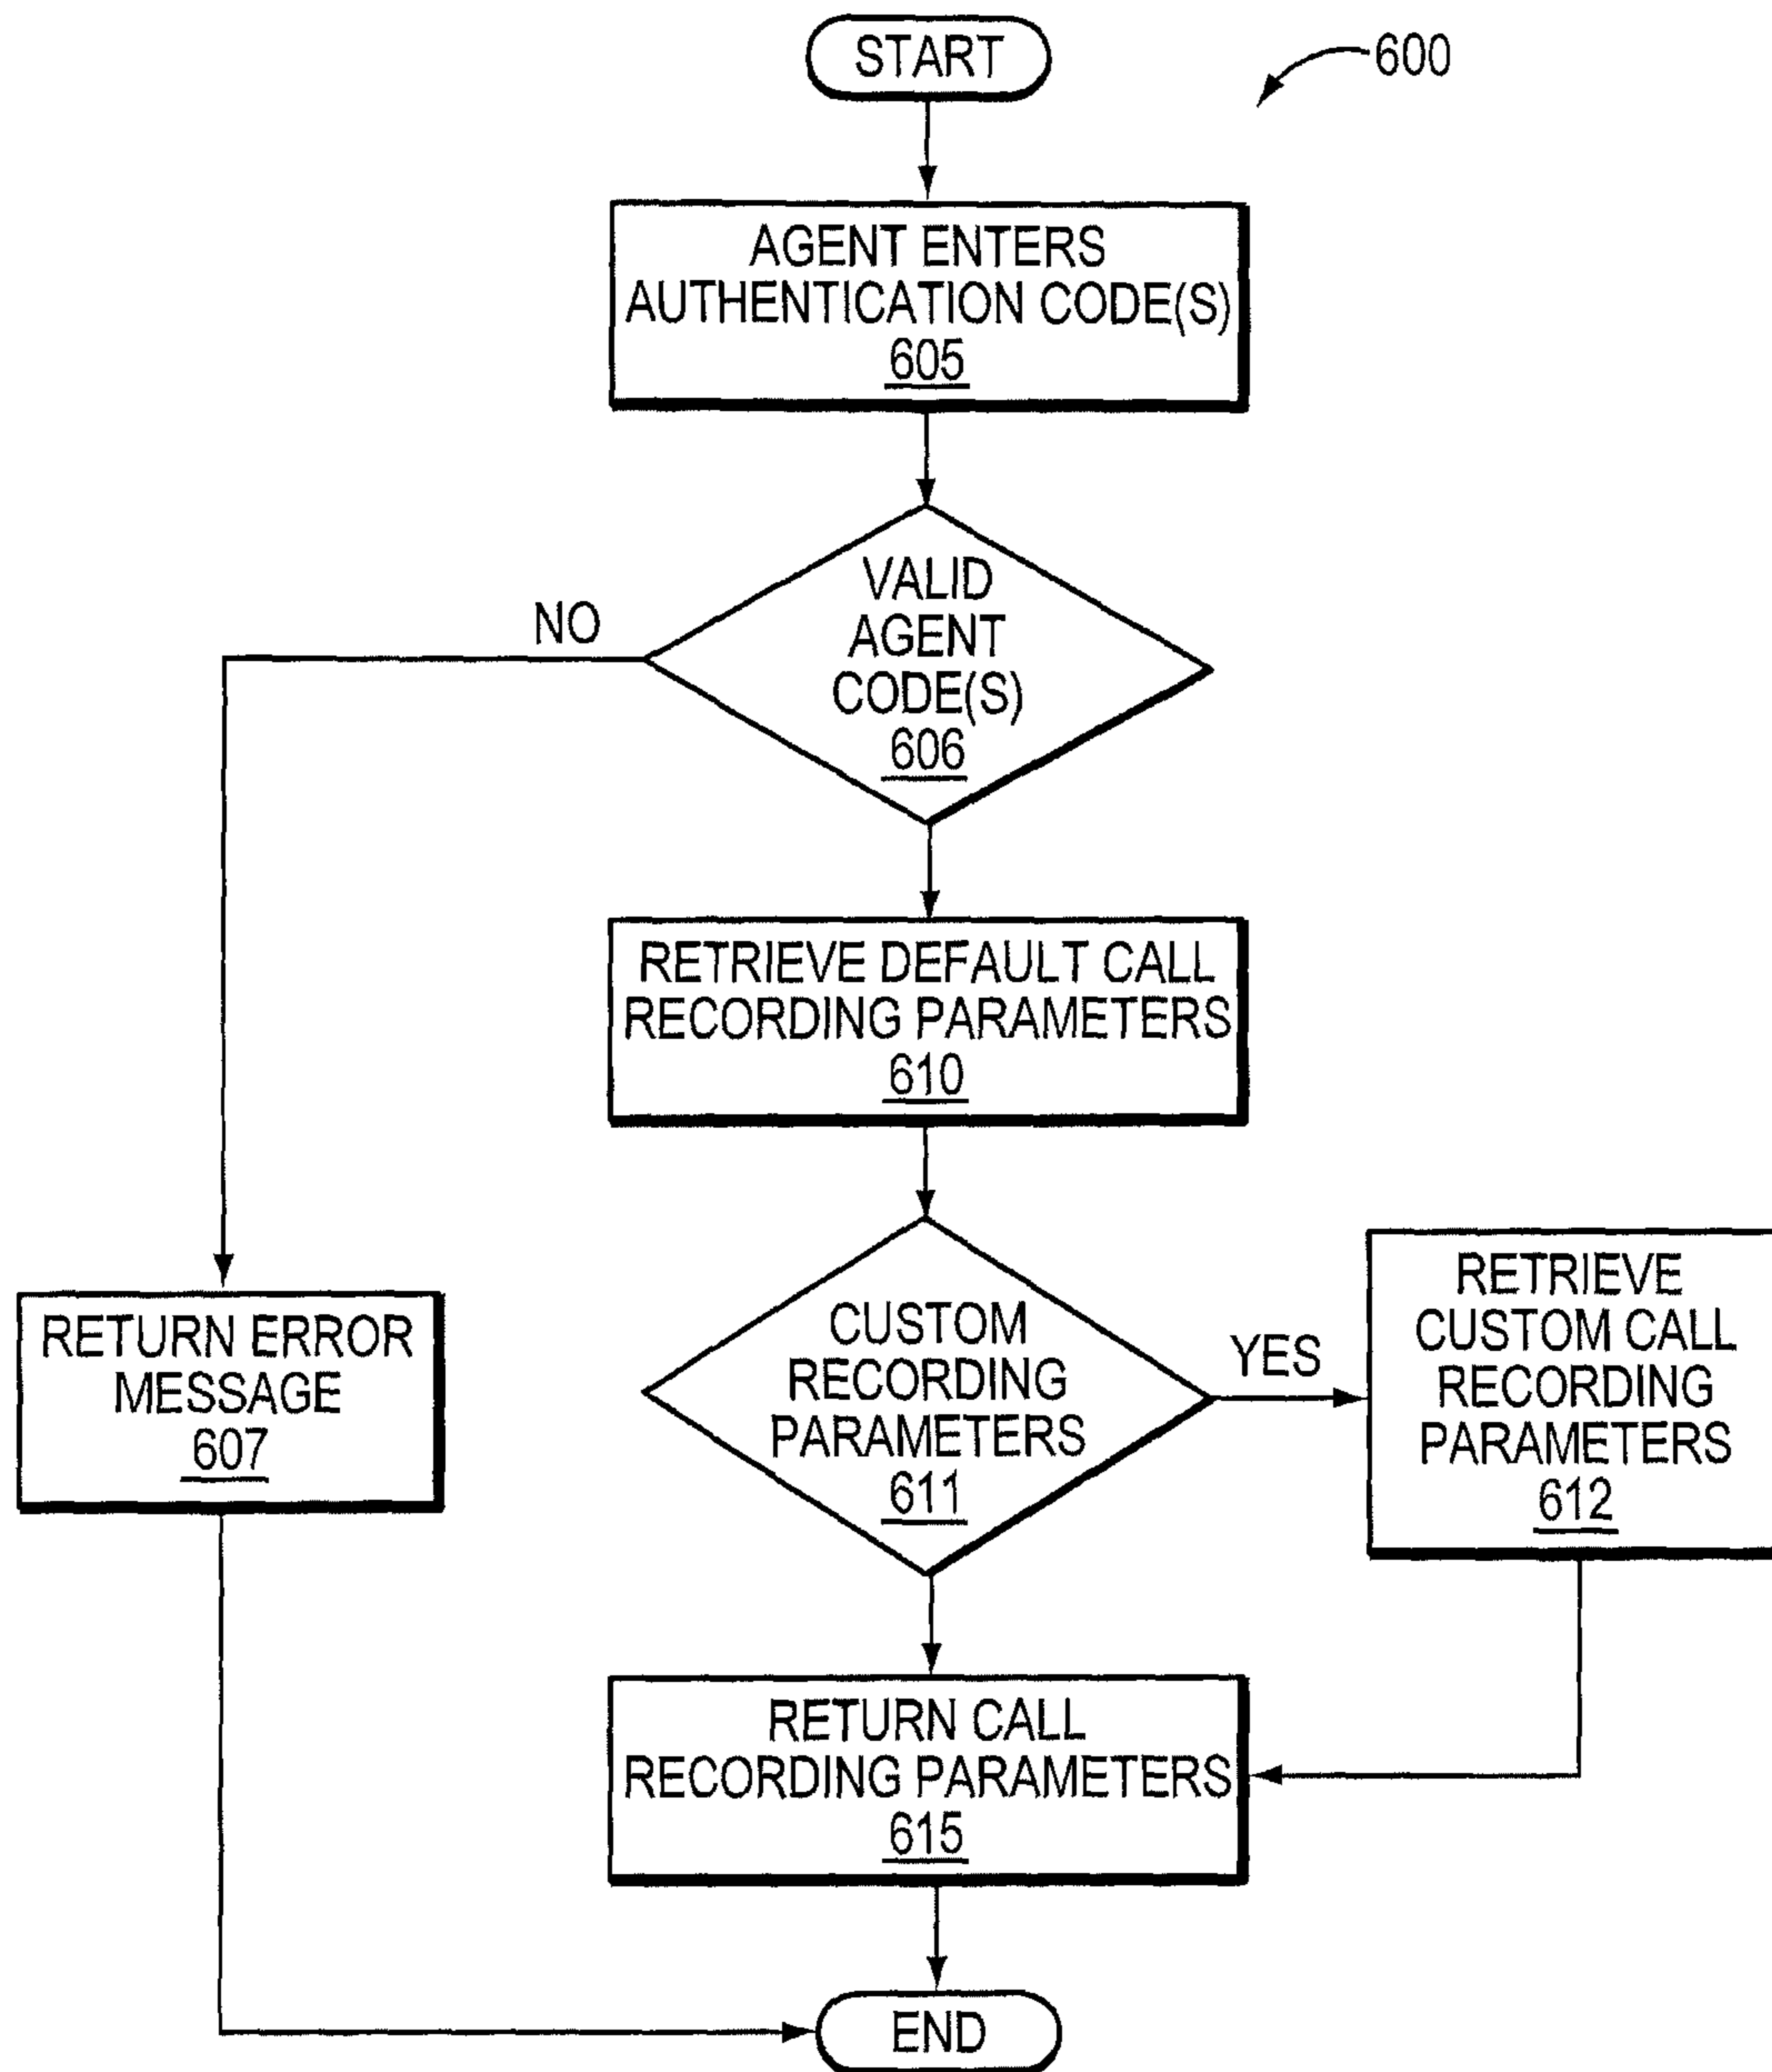 START
600
AGENT ENTERS
AUTHENTICATION CODE(S)
605
VALID
AGENT
CODE(S)
606
NO
RETRIEVE DEFAULT CALL
RECORDING PARAMETERS
610
CUSTOM
RECORDING
PARAMETERS
611
YES
RETRIEVE
CUSTOM CALL
RECORDING
PARAMETERS
612
RETURN ERROR
MESSAGE
607
RETURN CALL
RECORDING PARAMETERS
615
END